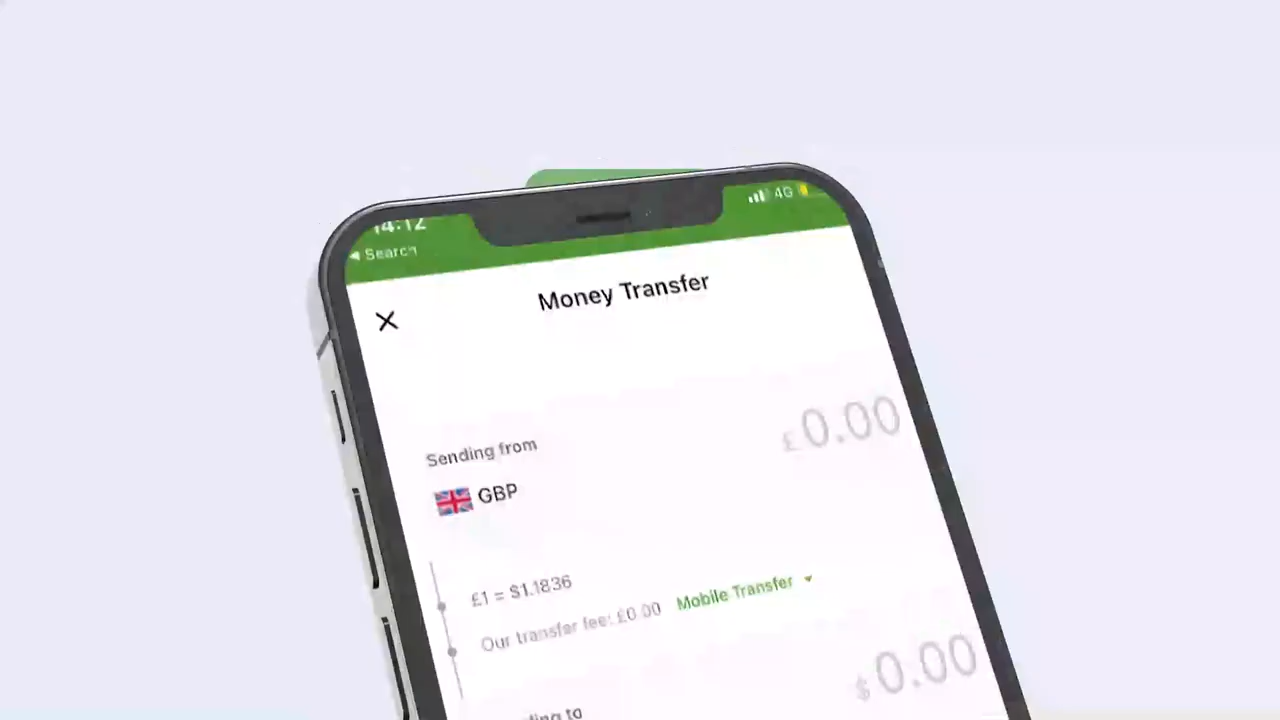 14:12
4G
Search
Money Transfer
£0.00
Sending from
GBP
£1 = $1.1836
Our transfer fee: £0.00 Mobile Transfer
$0.00
to